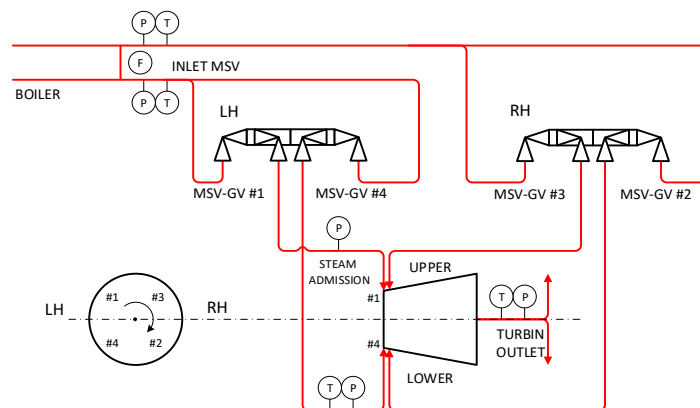 P T
F INLET MSV
BOILER
P T
LH
RH
MSV-GV #1
MSV-GV #4
MSV-GV #3
MSV-GV #2
P
STEAM
ADMISSION
UPPER
#1 #3
#4 #2
LH
RH
#1
#4
T P
TURBIN
OUTLET
LOWER
T P